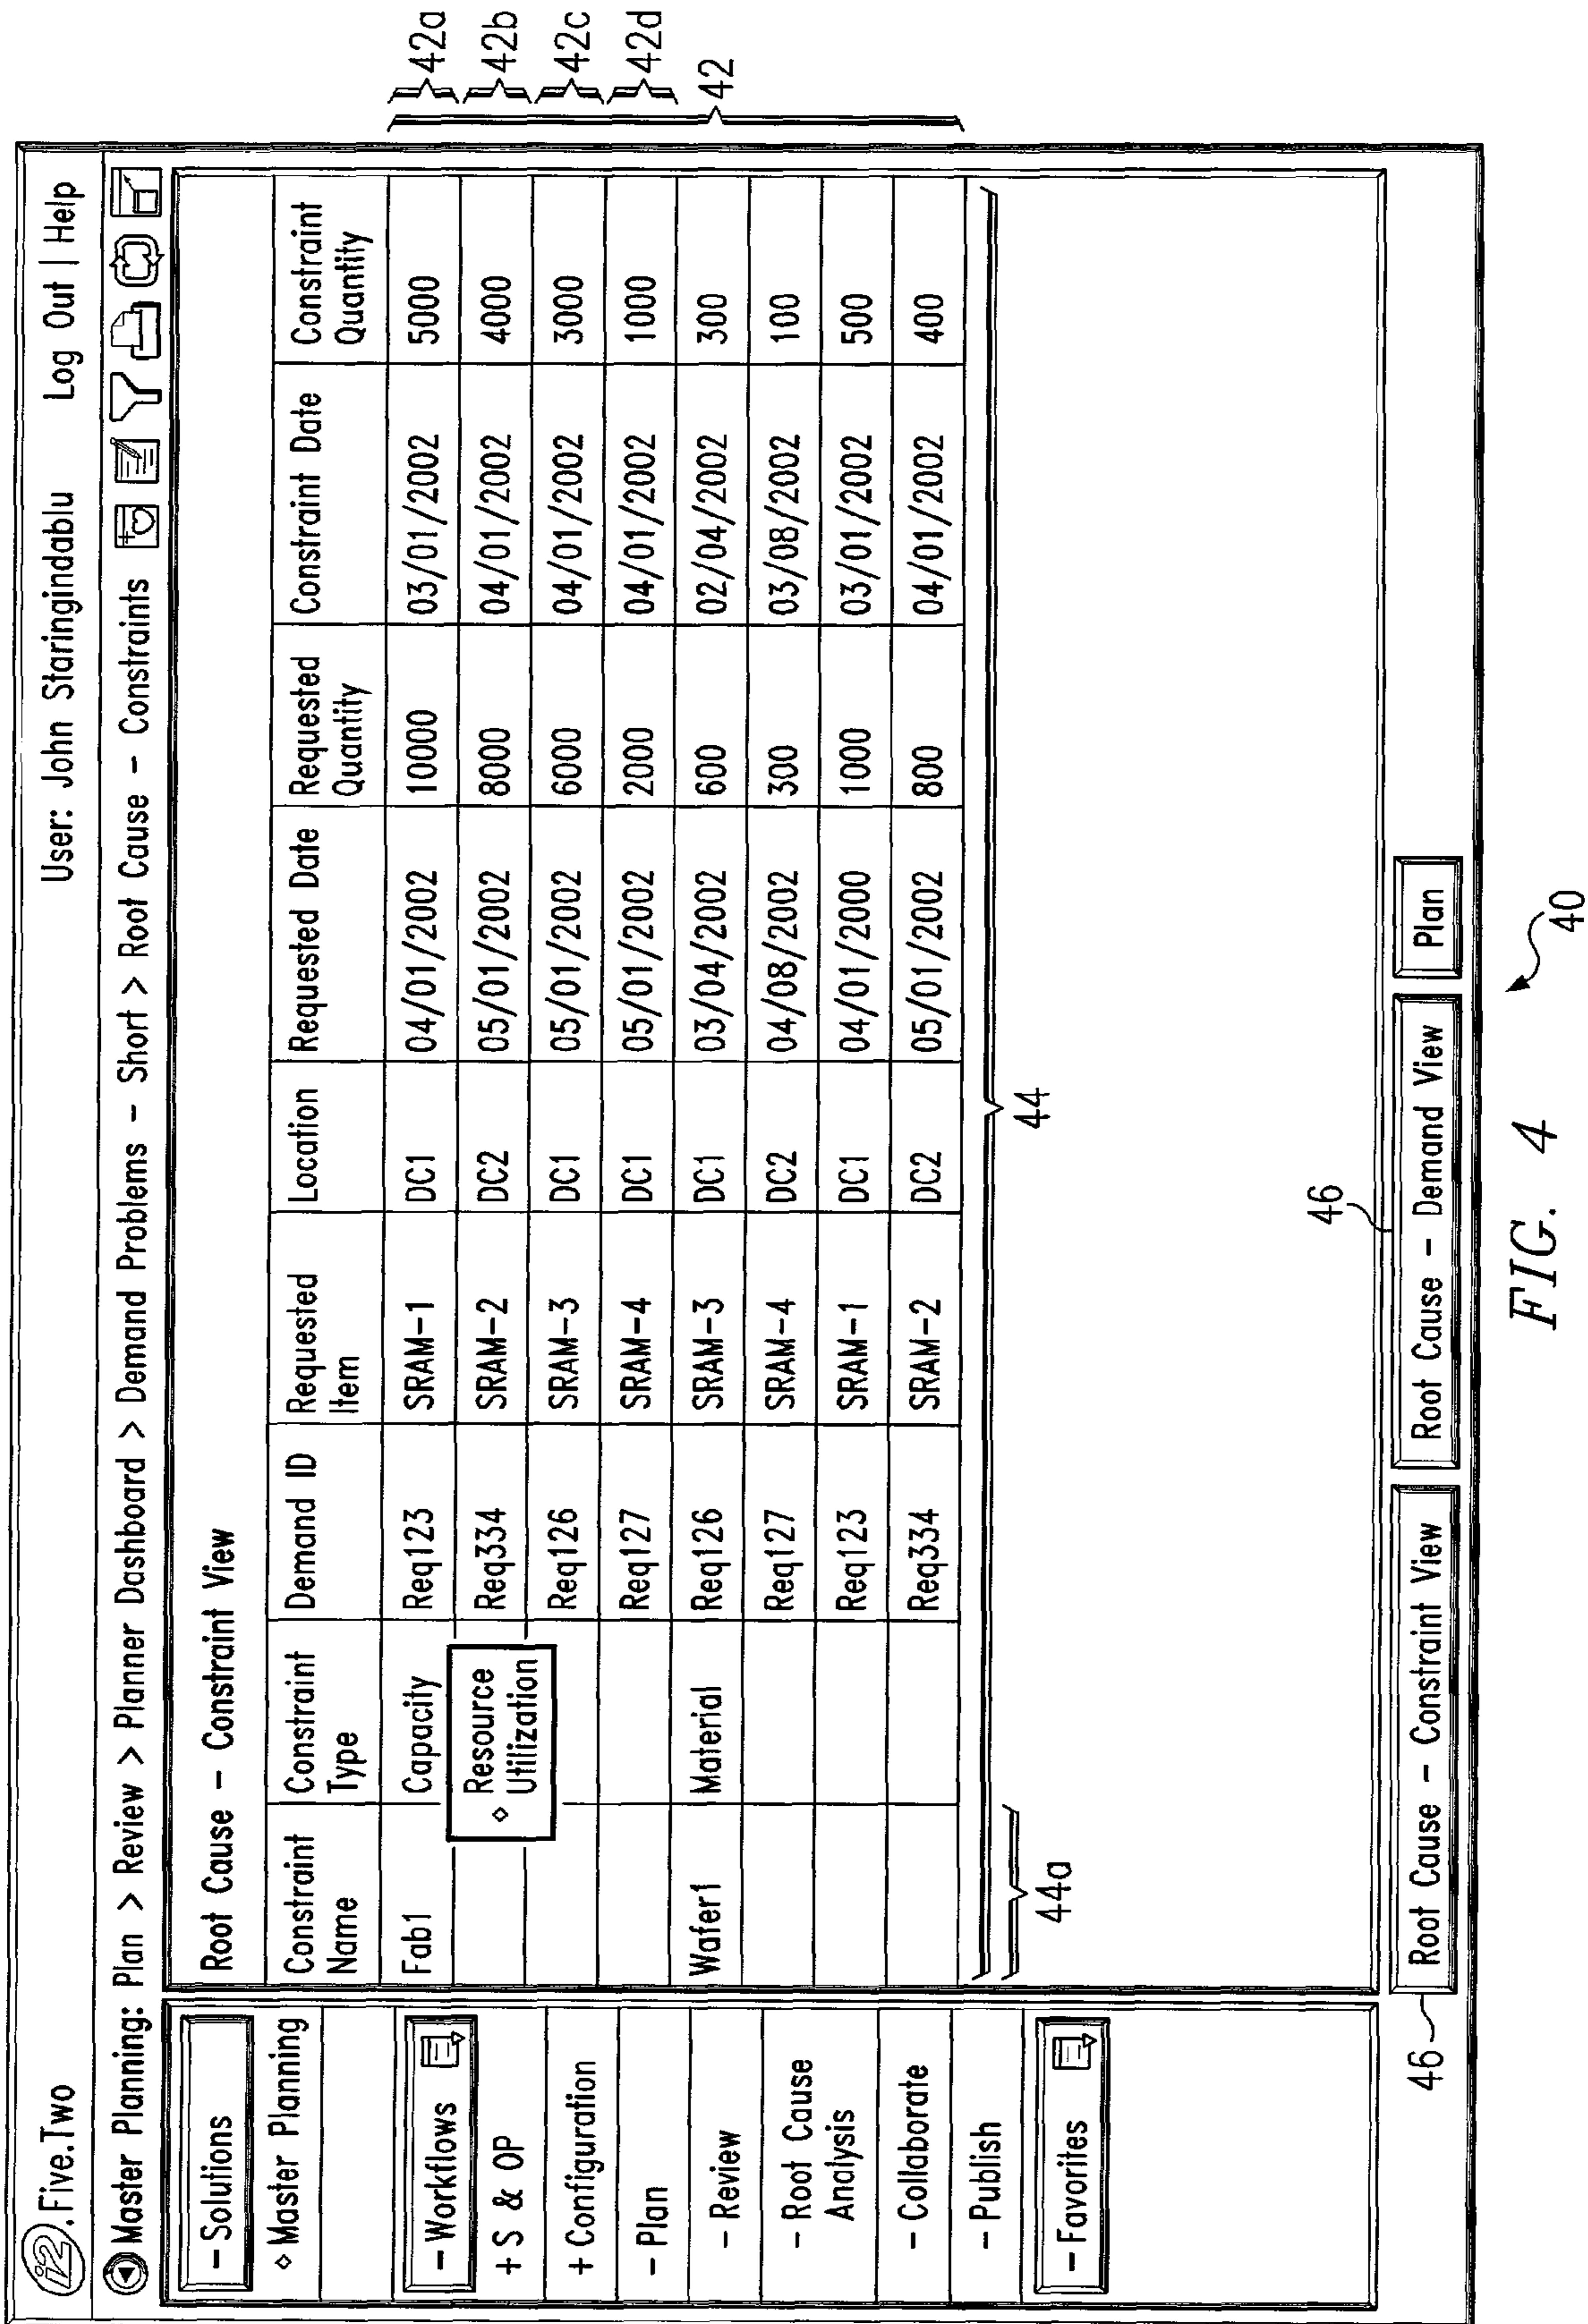 i2.Five.Two
User: John Staringindablu Log Out | Help
Master Planning: Plan > Review > Planner Dashboard > Demand Problems – Short > Root Cause – Constraints
– Solutions
◇ Master Planning
– Workflows
+ S & OP
+ Configuration
– Plan
– Review
– Root Cause
Analysis
– Collaborate
– Publish
– Favorites
Root Cause – Constraint View
Constraint Name Constraint Type Demand ID Requested Item Location Requested Date Requested Quantity Constraint Date Constraint Quantity
Fab1 Capacity Req123 SRAM–1 DC1 04/01/2002 10000 03/01/2002 5000
Req334 SRAM–2 DC2 05/01/2002 8000 04/01/2002 4000
◇ Resource
Utilization
Req126 SRAM–3 DC1 05/01/2002 6000 04/01/2002 3000
Req127 SRAM–4 DC1 05/01/2002 2000 04/01/2002 1000
Wafer1 Material Req126 SRAM–3 DC1 03/04/2002 600 02/04/2002 300
Req127 SRAM–4 DC2 04/08/2002 300 03/08/2002 100
Req123 SRAM–1 DC1 04/01/2000 1000 03/01/2002 500
Req334 SRAM–2 DC2 05/01/2002 800 04/01/2002 400
42a
42b
42c
42d
42
44a
44
46
46
Root Cause – Constraint View Root Cause – Demand View Plan
40
FIG. 4